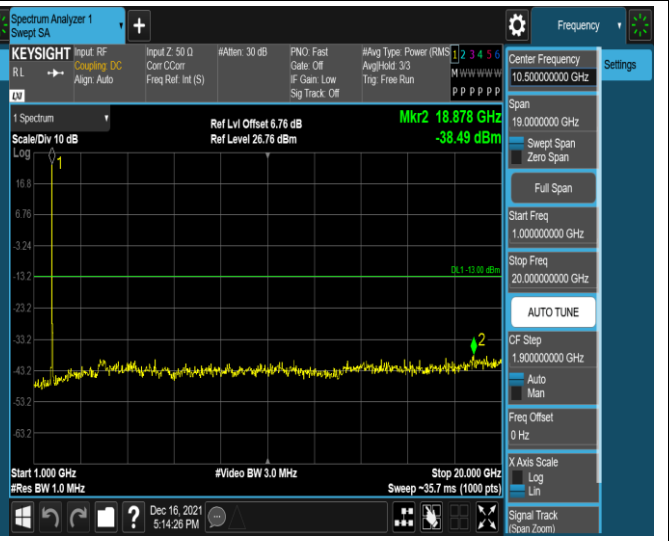 Spectrum Analyzer 1
Swept SA
+
Frequency
KEYSIGHT
RL
LXI
Input: RF
Coupling: DC
Align: Auto
Input Z: 50 Ω
Corr CCorr
Freq Ref: Int (S)
#Atten: 30 dB
PNO: Fast
Gate: Off
IF Gain: Low
Sig Track: Off
#Avg Type: Power (RMS
Avg|Hold: 3/3
Trig: Free Run
1 2 3 4 5 6
M W W W W W
P P P P P P
Center Frequency
10.500000000 GHz
Settings
Span
19.0000000 GHz
Swept Span
Zero Span
Full Span
Start Freq
1.000000000 GHz
Stop Freq
20.000000000 GHz
AUTO TUNE
CF Step
1.900000000 GHz
Auto
Man
Freq Offset
0 Hz
X Axis Scale
Log
Lin
Signal Track
(Span Zoom)
1 Spectrum
Scale/Div 10 dB
Ref Lvl Offset 6.76 dB
Ref Level 26.76 dBm
Mkr2 18.878 GHz
-38.49 dBm
Log
1
16.8
6.76
-3.24
DL1 -13.00 dBm
-13.2
-23.2
-33.2
2
-43.2
-53.2
-63.2
Start 1.000 GHz
#Video BW 3.0 MHz
Stop 20.000 GHz
#Res BW 1.0 MHz
Sweep ~35.7 ms (1000 pts)
?
Dec 16, 2021
5:14:26 PM